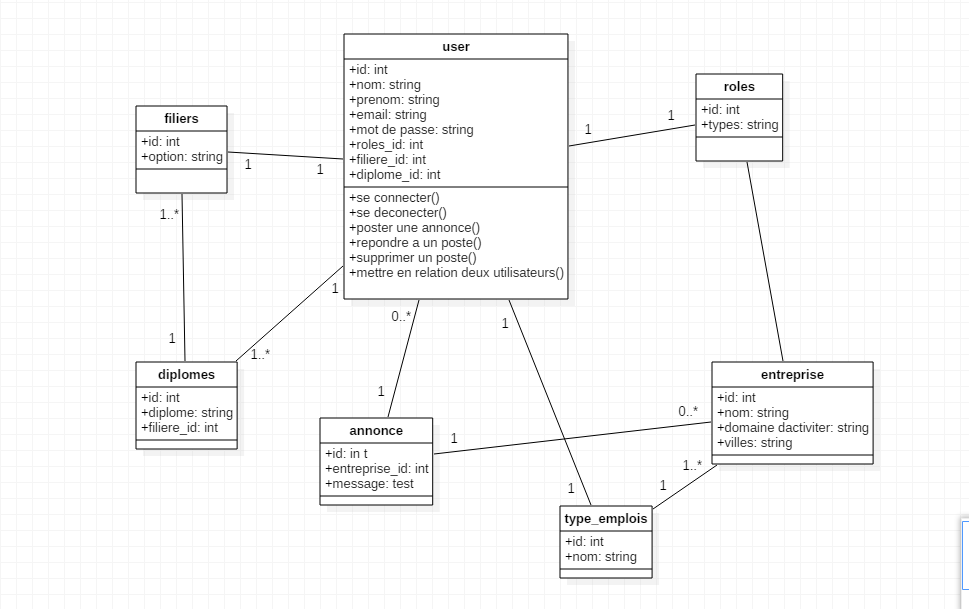 user
+id: int
+nom: string
+prenom: string
+email: string
+mot de passe: string
+roles_id: int
+filiere_id: int
+diplome_id: int
+se connecter()
+se deconecter()
+poster une annonce()
+repondre a un poste()
+supprimer un poste()
+mettre en relation deux utilisateurs()
roles
+id: int
+types: string
filiers
+id: int
+option: string
1
1
1
1
1..*
1
1
1..*
0..*
1
1
1
diplomes
+id: int
+diplome: string
+filiere_id: int
annonce
+id: in t
+entreprise_id: int
+message: test
1
0..*
entreprise
+id: int
+nom: string
+domaine dactiviter: string
+villes: string
1..*
1
type_emplois
+id: int
+nom: string